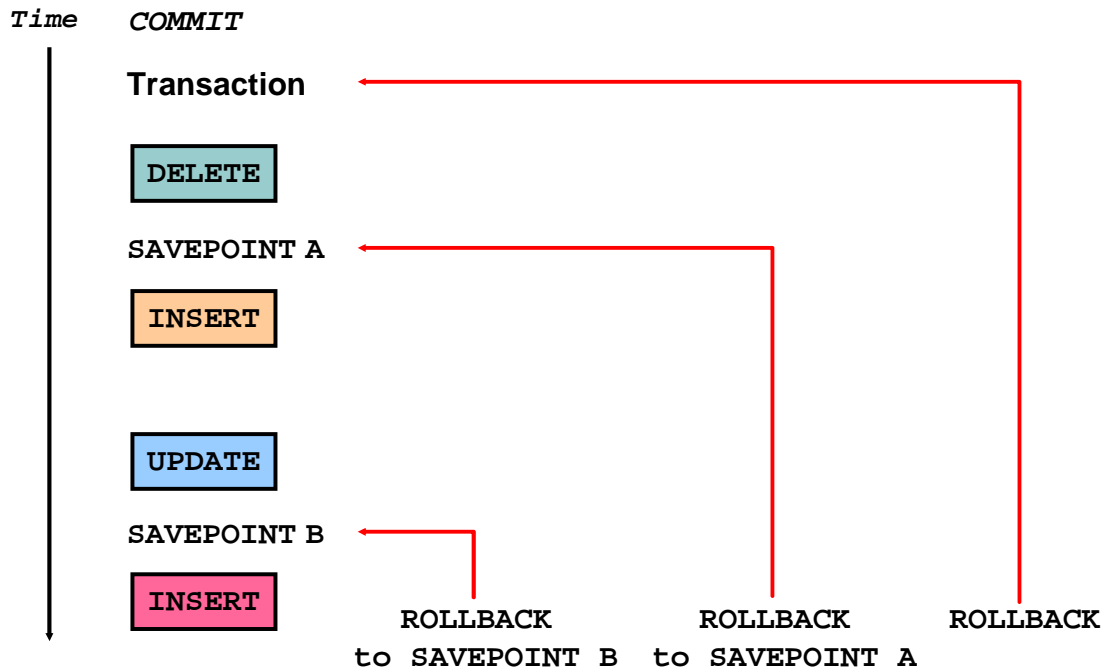 Time COMMIT
Transaction
DELETE
SAVEPOINT A
INSERT
UPDATE
SAVEPOINT B
INSERT
ROLLBACK
to SAVEPOINT B
ROLLBACK
to SAVEPOINT A
ROLLBACK